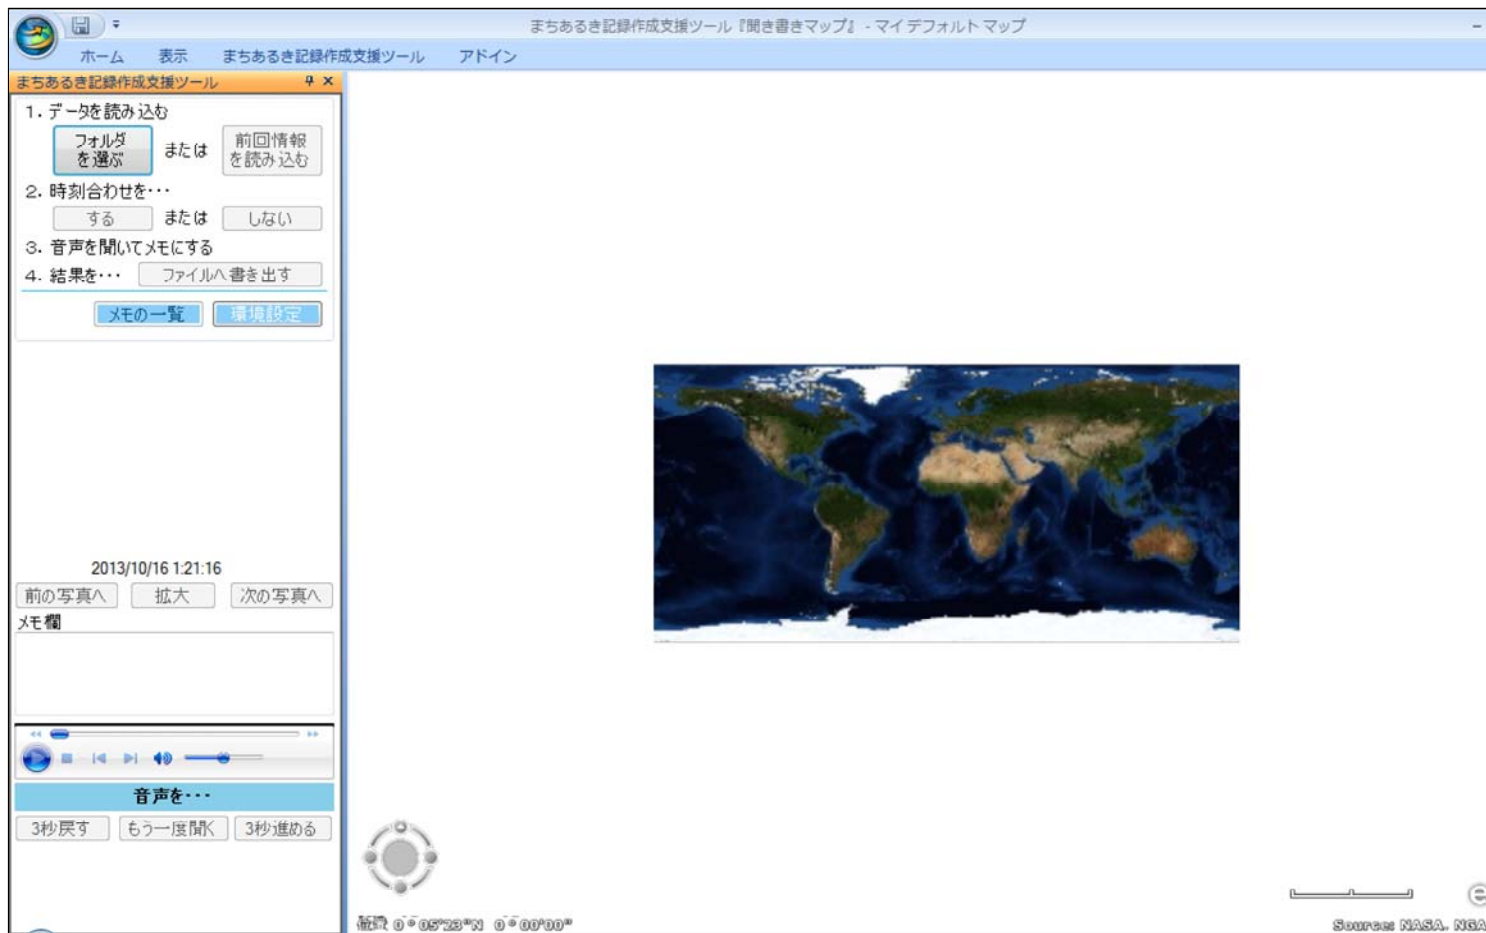 まちあるき記録作成支援ツール『聞き書きマップ』 - マイ デフォルト マップ
ホーム 表示 まちあるき記録作成支援ツール アドイン
まちあるき記録作成支援ツール
1. データを読み込む
フォルダ
を選ぶ
または
前回情報
を読み込む
2. 時刻合わせを・・・
する または しない
3. 音声を聞いてメモにする
4. 結果を・・・ ファイルへ書き出す
メモの一覧 環境設定
2013/10/16 1:21:16
前の写真へ 拡大 次の写真へ
メモ欄
音声を・・・
3秒戻す もう一度聞く 3秒進める
0°05'23"N 0°00'00"
Source: NASA, NGA